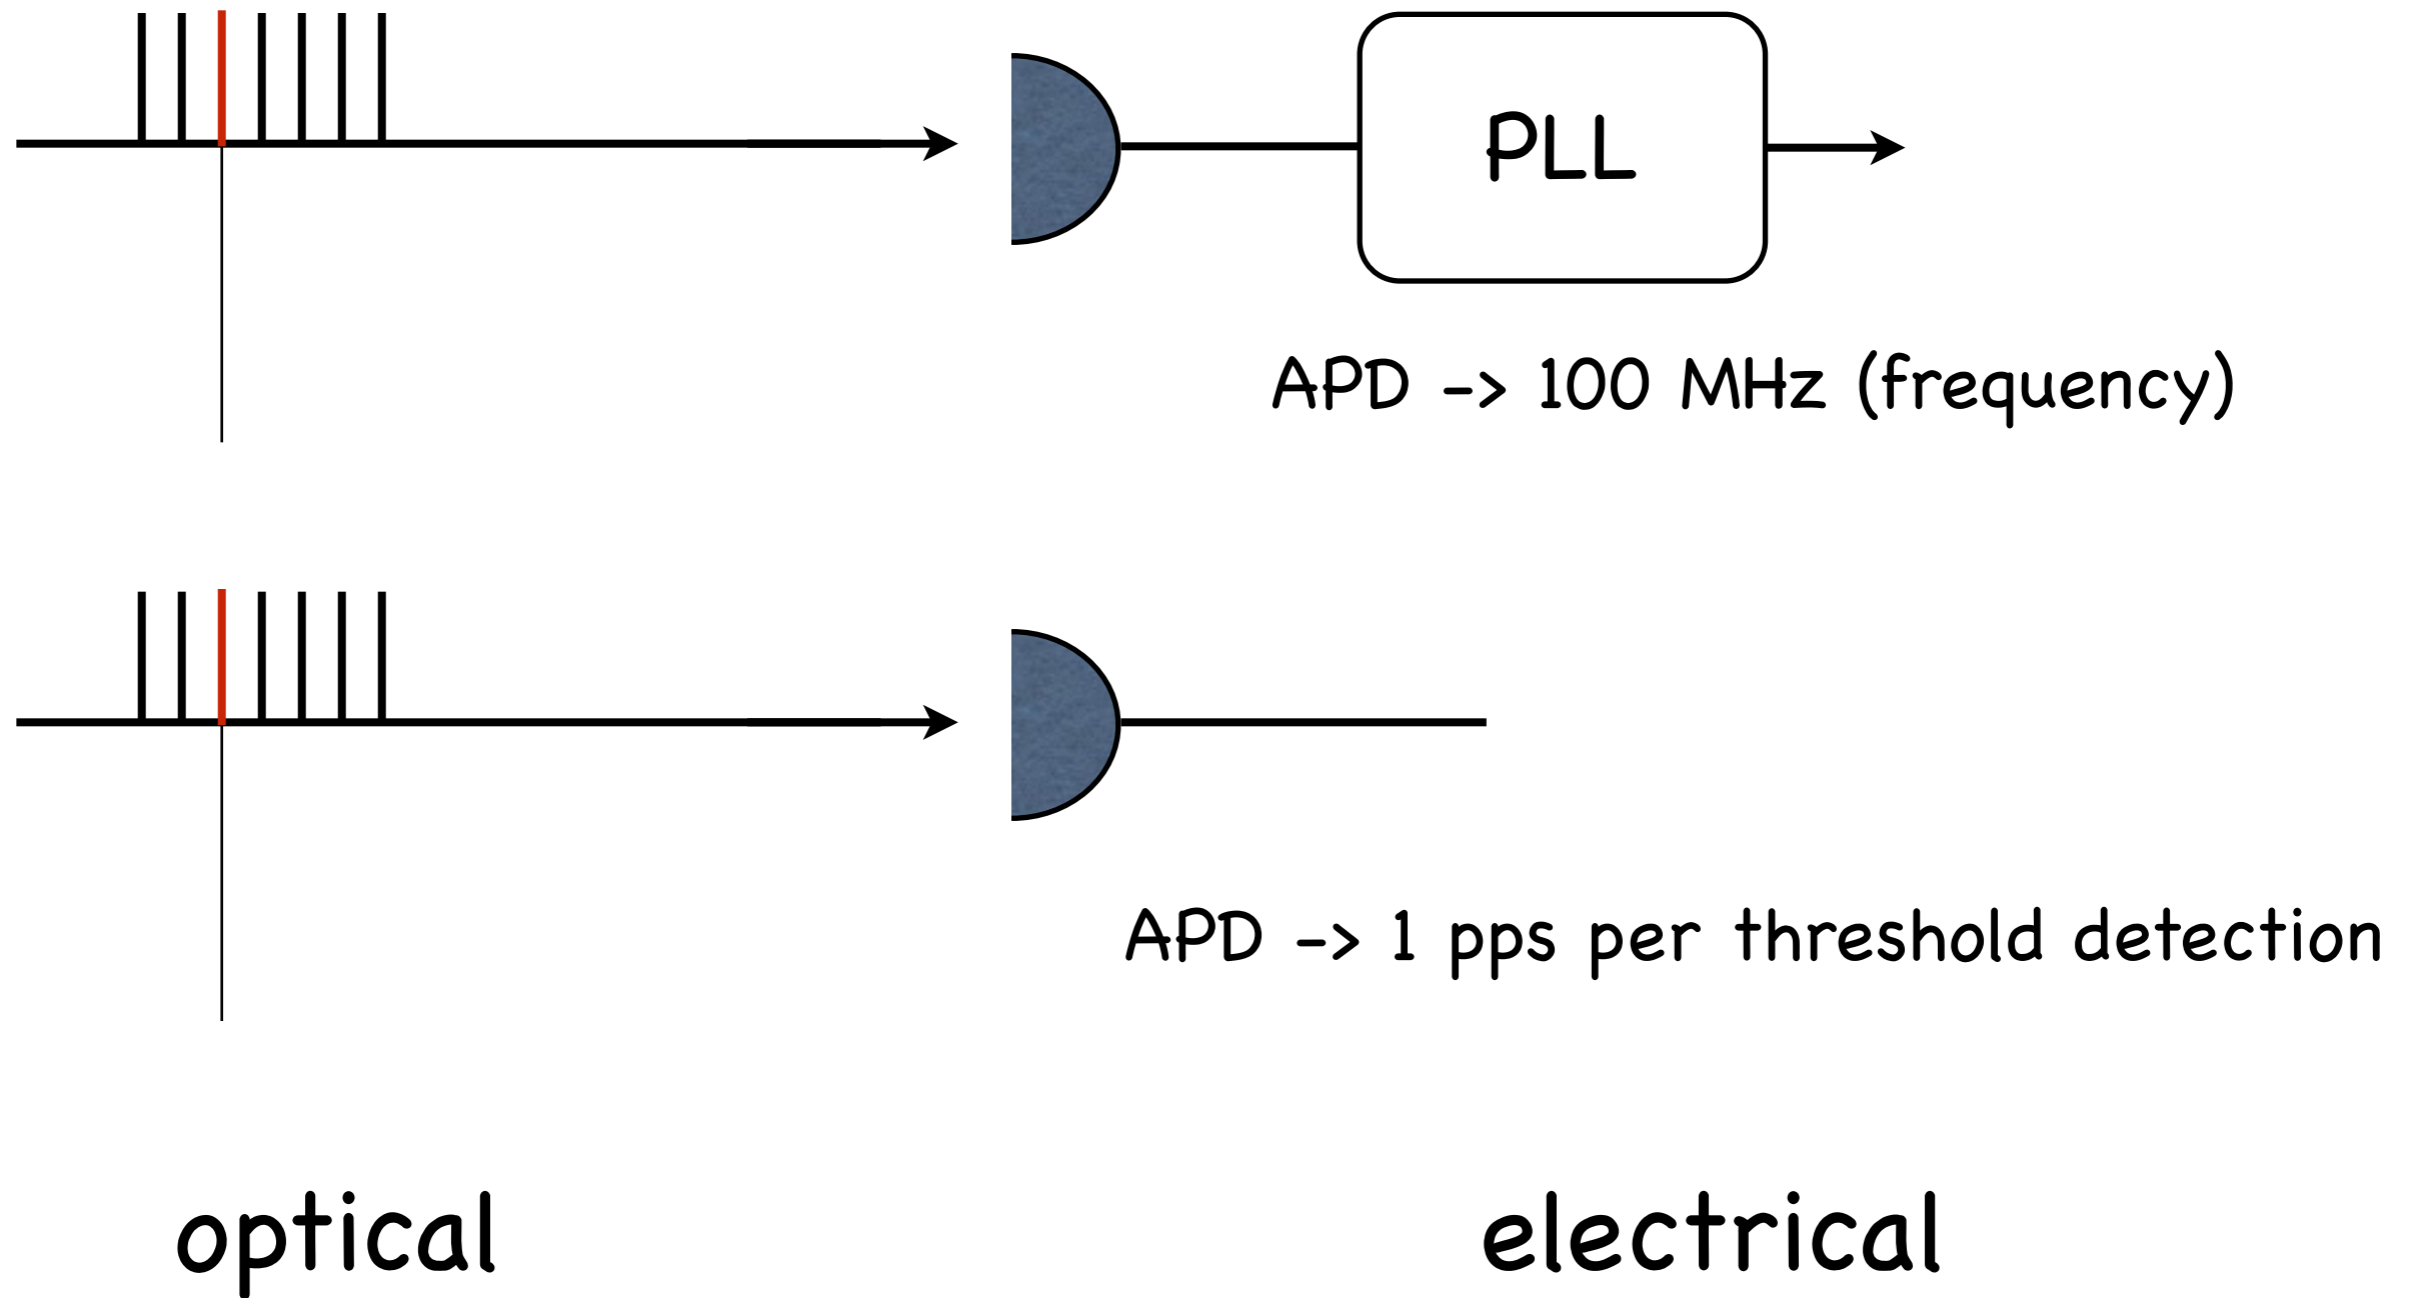 PLL
APD -> 100 MHz (frequency)
APD -> 1 pps per threshold detection
optical
electrical